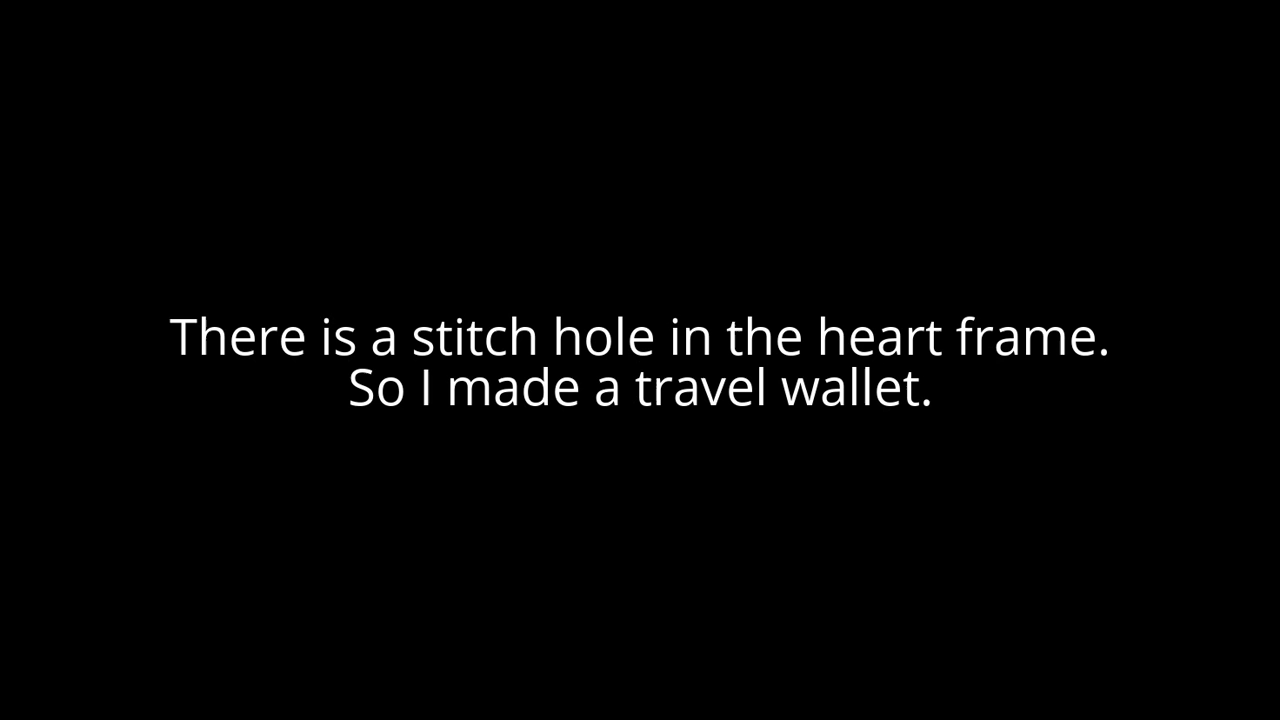 There is a stitch hole in the heart frame.
So I made a travel wallet.